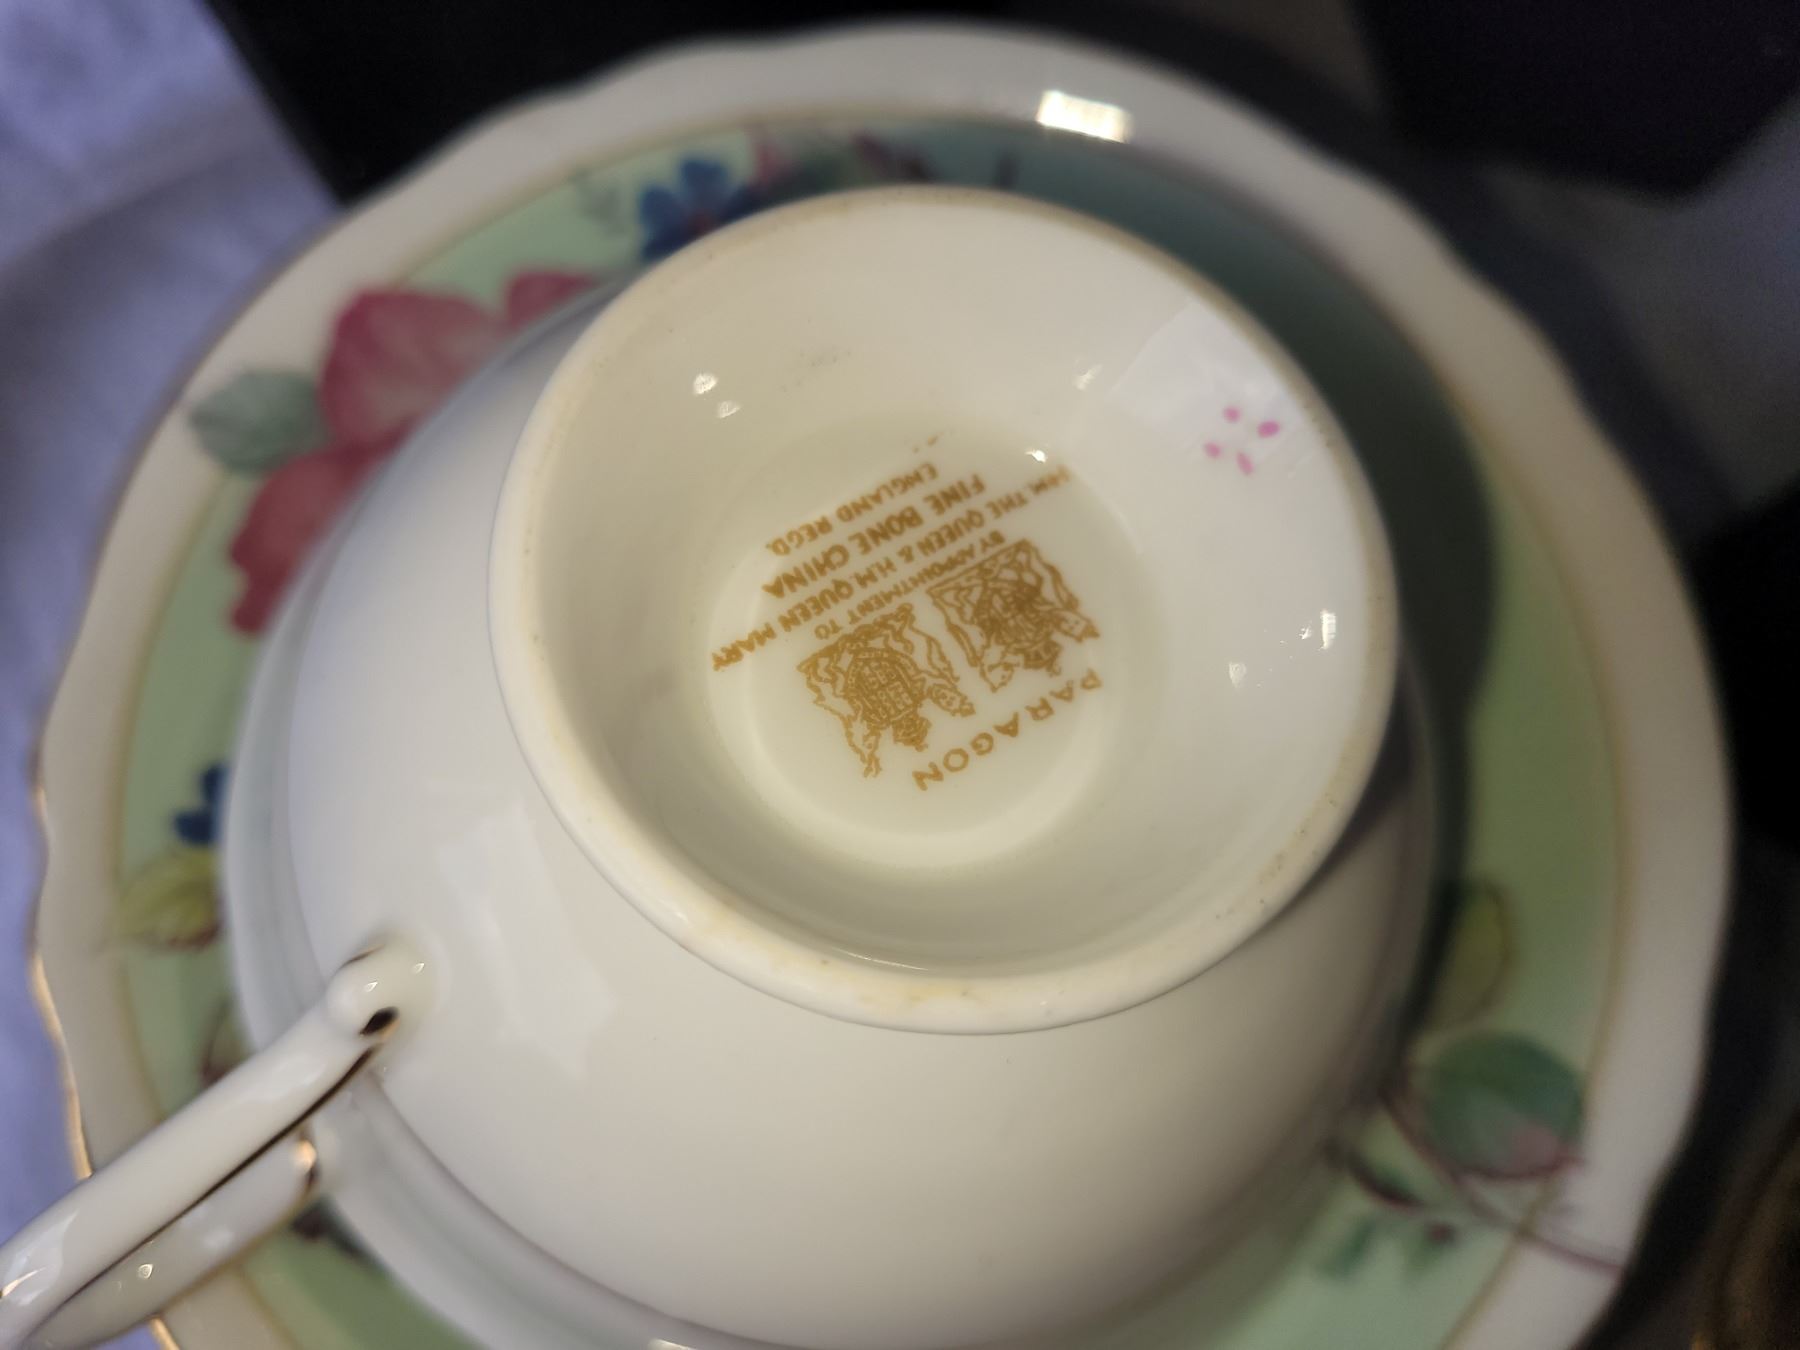 PARAGON
BY APPOINTMENT TO
H.M. THE QUEEN & H.M. QUEEN MARY
FINE BONE CHINA
ENGLAND REGD.